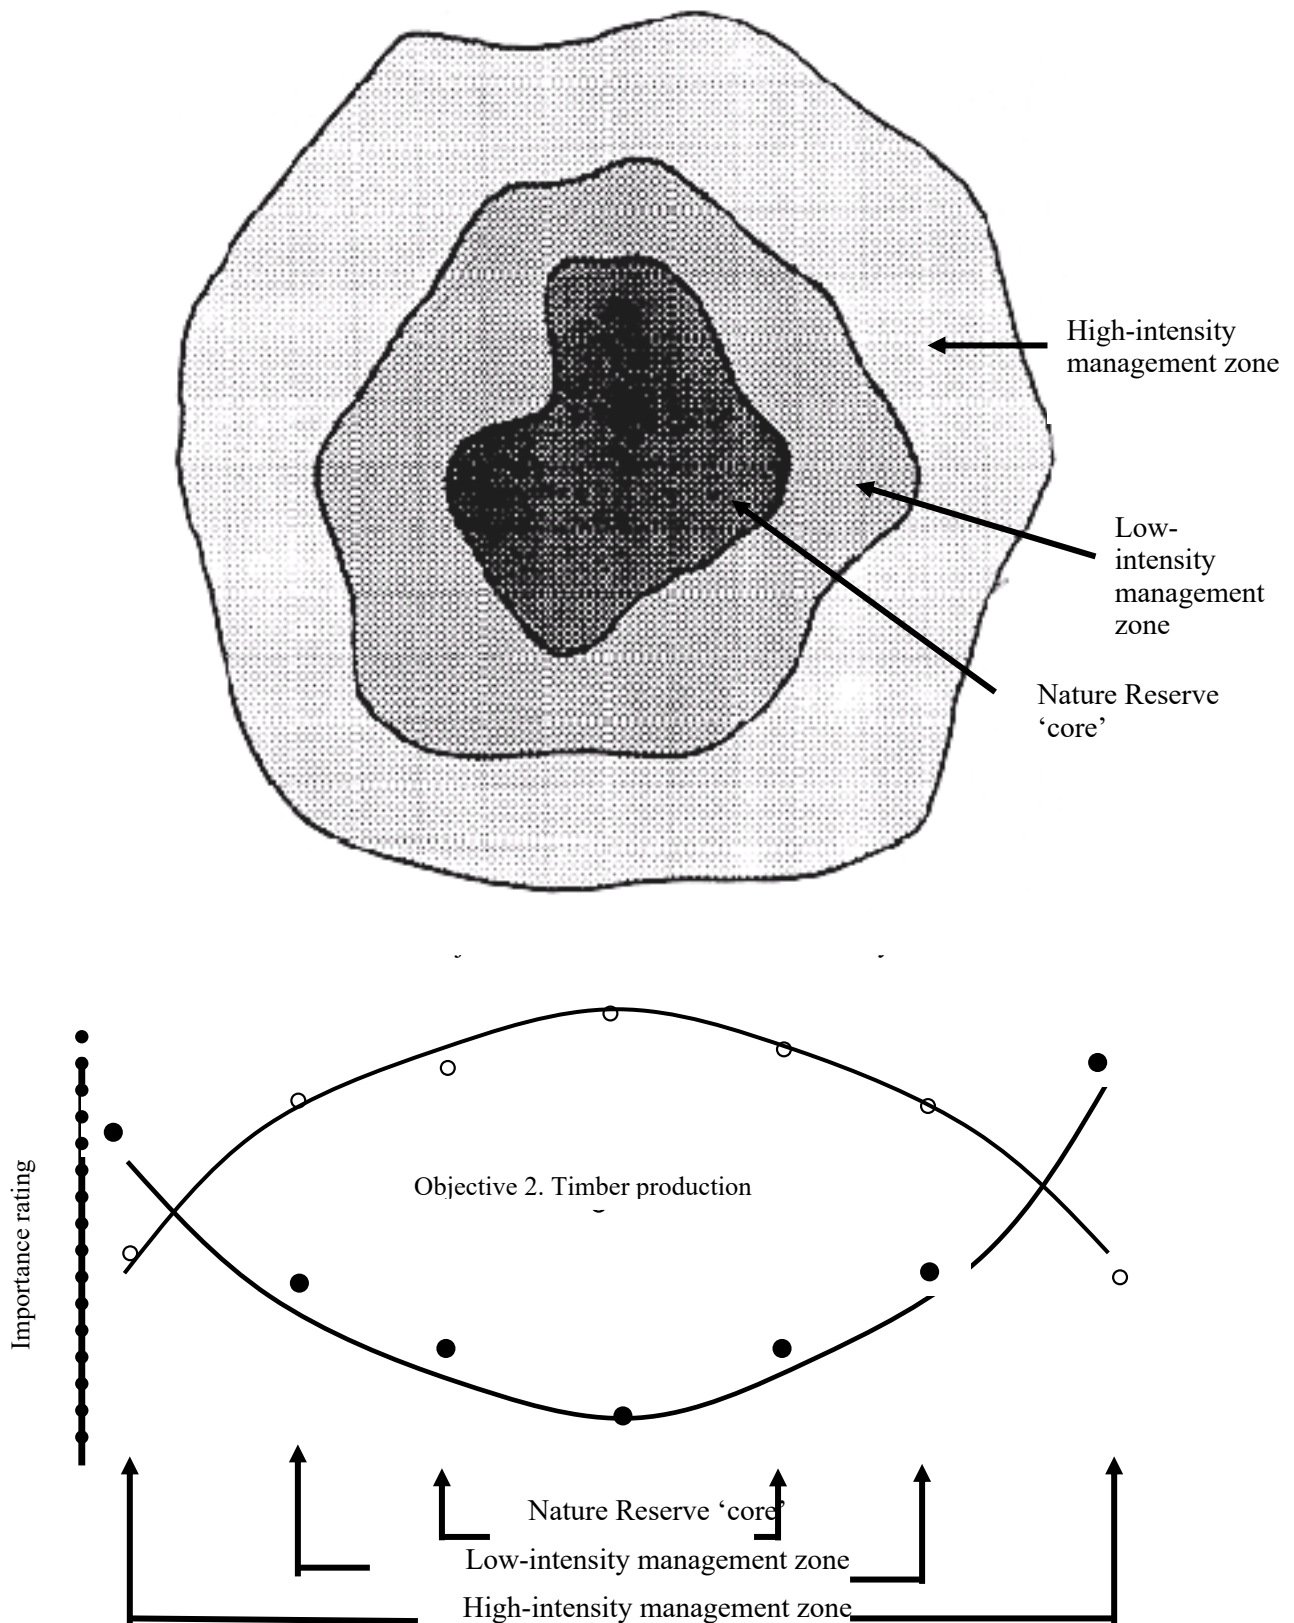 High-intensity
management zone
Low-
intensity
management
zone
Nature Reserve
‘core’
Objective 2. Timber production
Importance rating
Nature Reserve ‘core’
Low-intensity management zone
High-intensity management zone